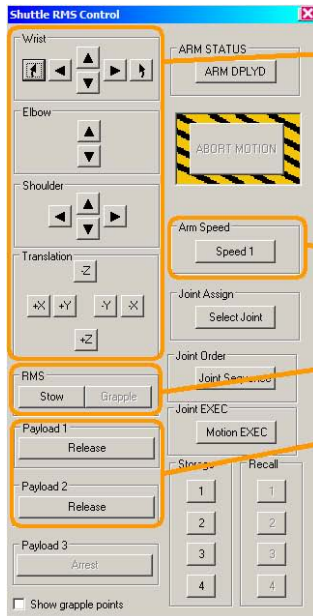 Shuttle RMS Control
Wrist
Elbow
Shoulder
Translation
-Z
+X +Y -Y -X
+Z
RMS
Stow Grapple
Payload 1
Release
Payload 2
Release
Payload 3
Arrest
Show grapple points
ARM STATUS
ARM DPLYD
ABORT MOTION
Arm Speed
Speed 1
Joint Assign
Select Joint
Joint Order
Joint Sequence
Joint EXEC
Motion EXEC
Storage Recall
1 1
2 2
3 3
4 4